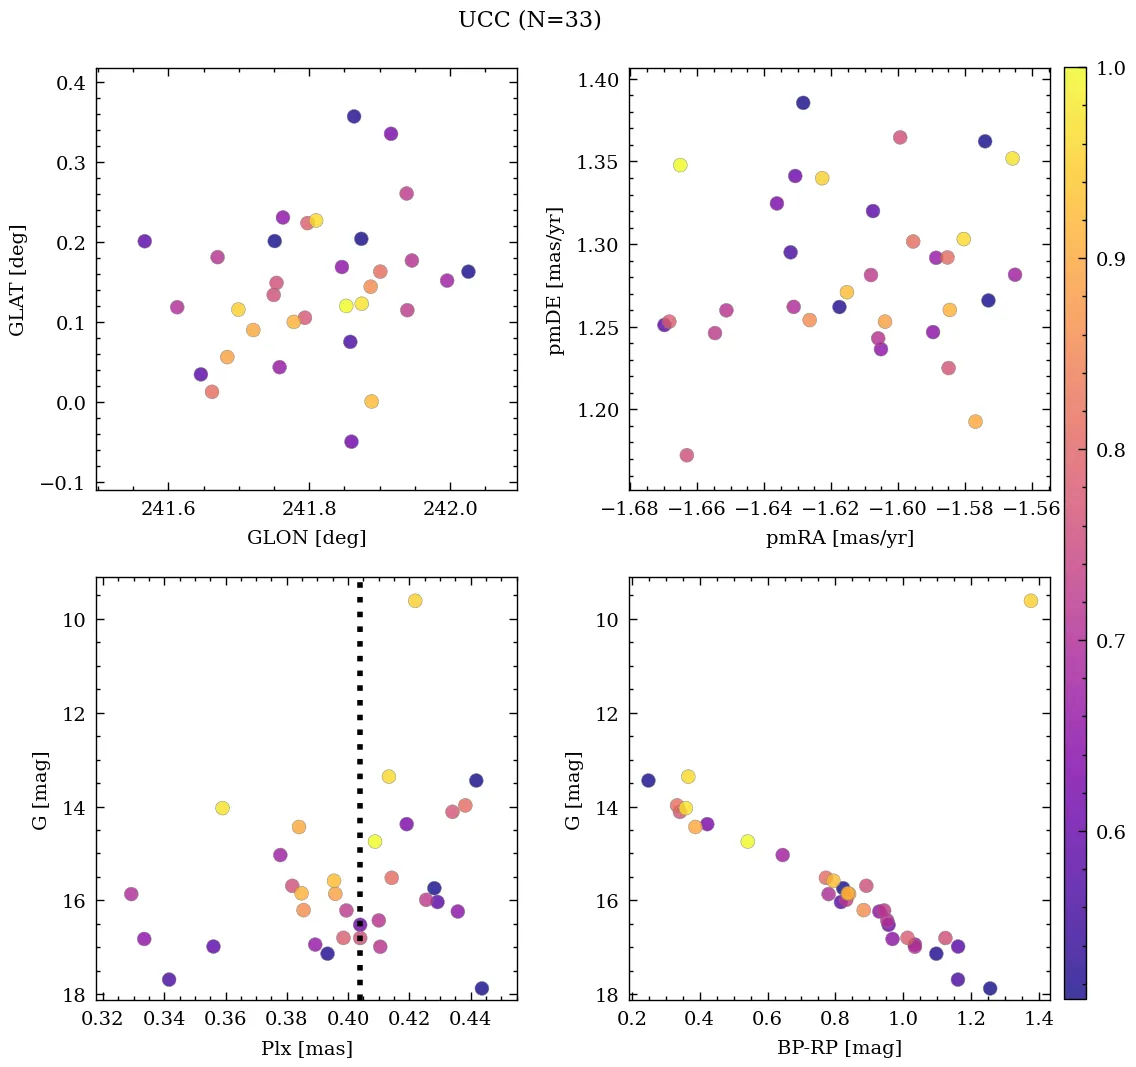 UCC (N=33)
0.4
0.3
0.2
0.1
0.0
−0.1
GLAT [deg]
241.6 241.8 242.0
GLON [deg]
1.40
1.35
1.30
1.25
1.20
pmDE [mas/yr]
−1.68 −1.66 −1.64 −1.62 −1.60 −1.58 −1.56
pmRA [mas/yr]
1.0
0.9
0.8
0.7
0.6
10
12
14
16
18
G [mag]
0.32 0.34 0.36 0.38 0.40 0.42 0.44
Plx [mas]
10
12
14
16
18
G [mag]
0.2 0.4 0.6 0.8 1.0 1.2 1.4
BP-RP [mag]